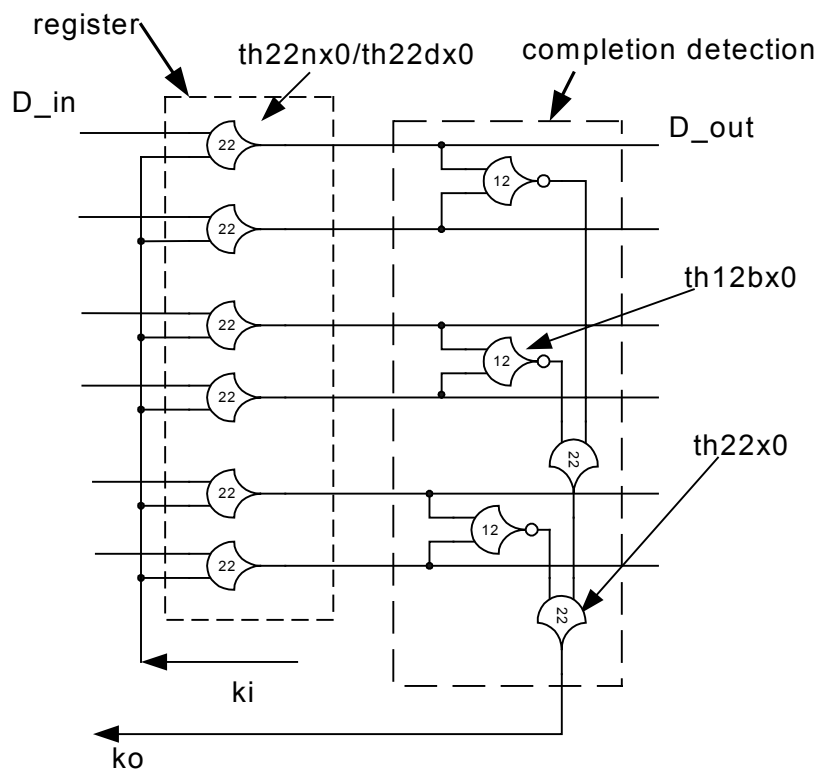 register
th22nx0/th22dx0
completion detection
D_in
D_out
22
12
22
th12bx0
22
12
22
th22x0
22
22
12
22
22
ki
ko